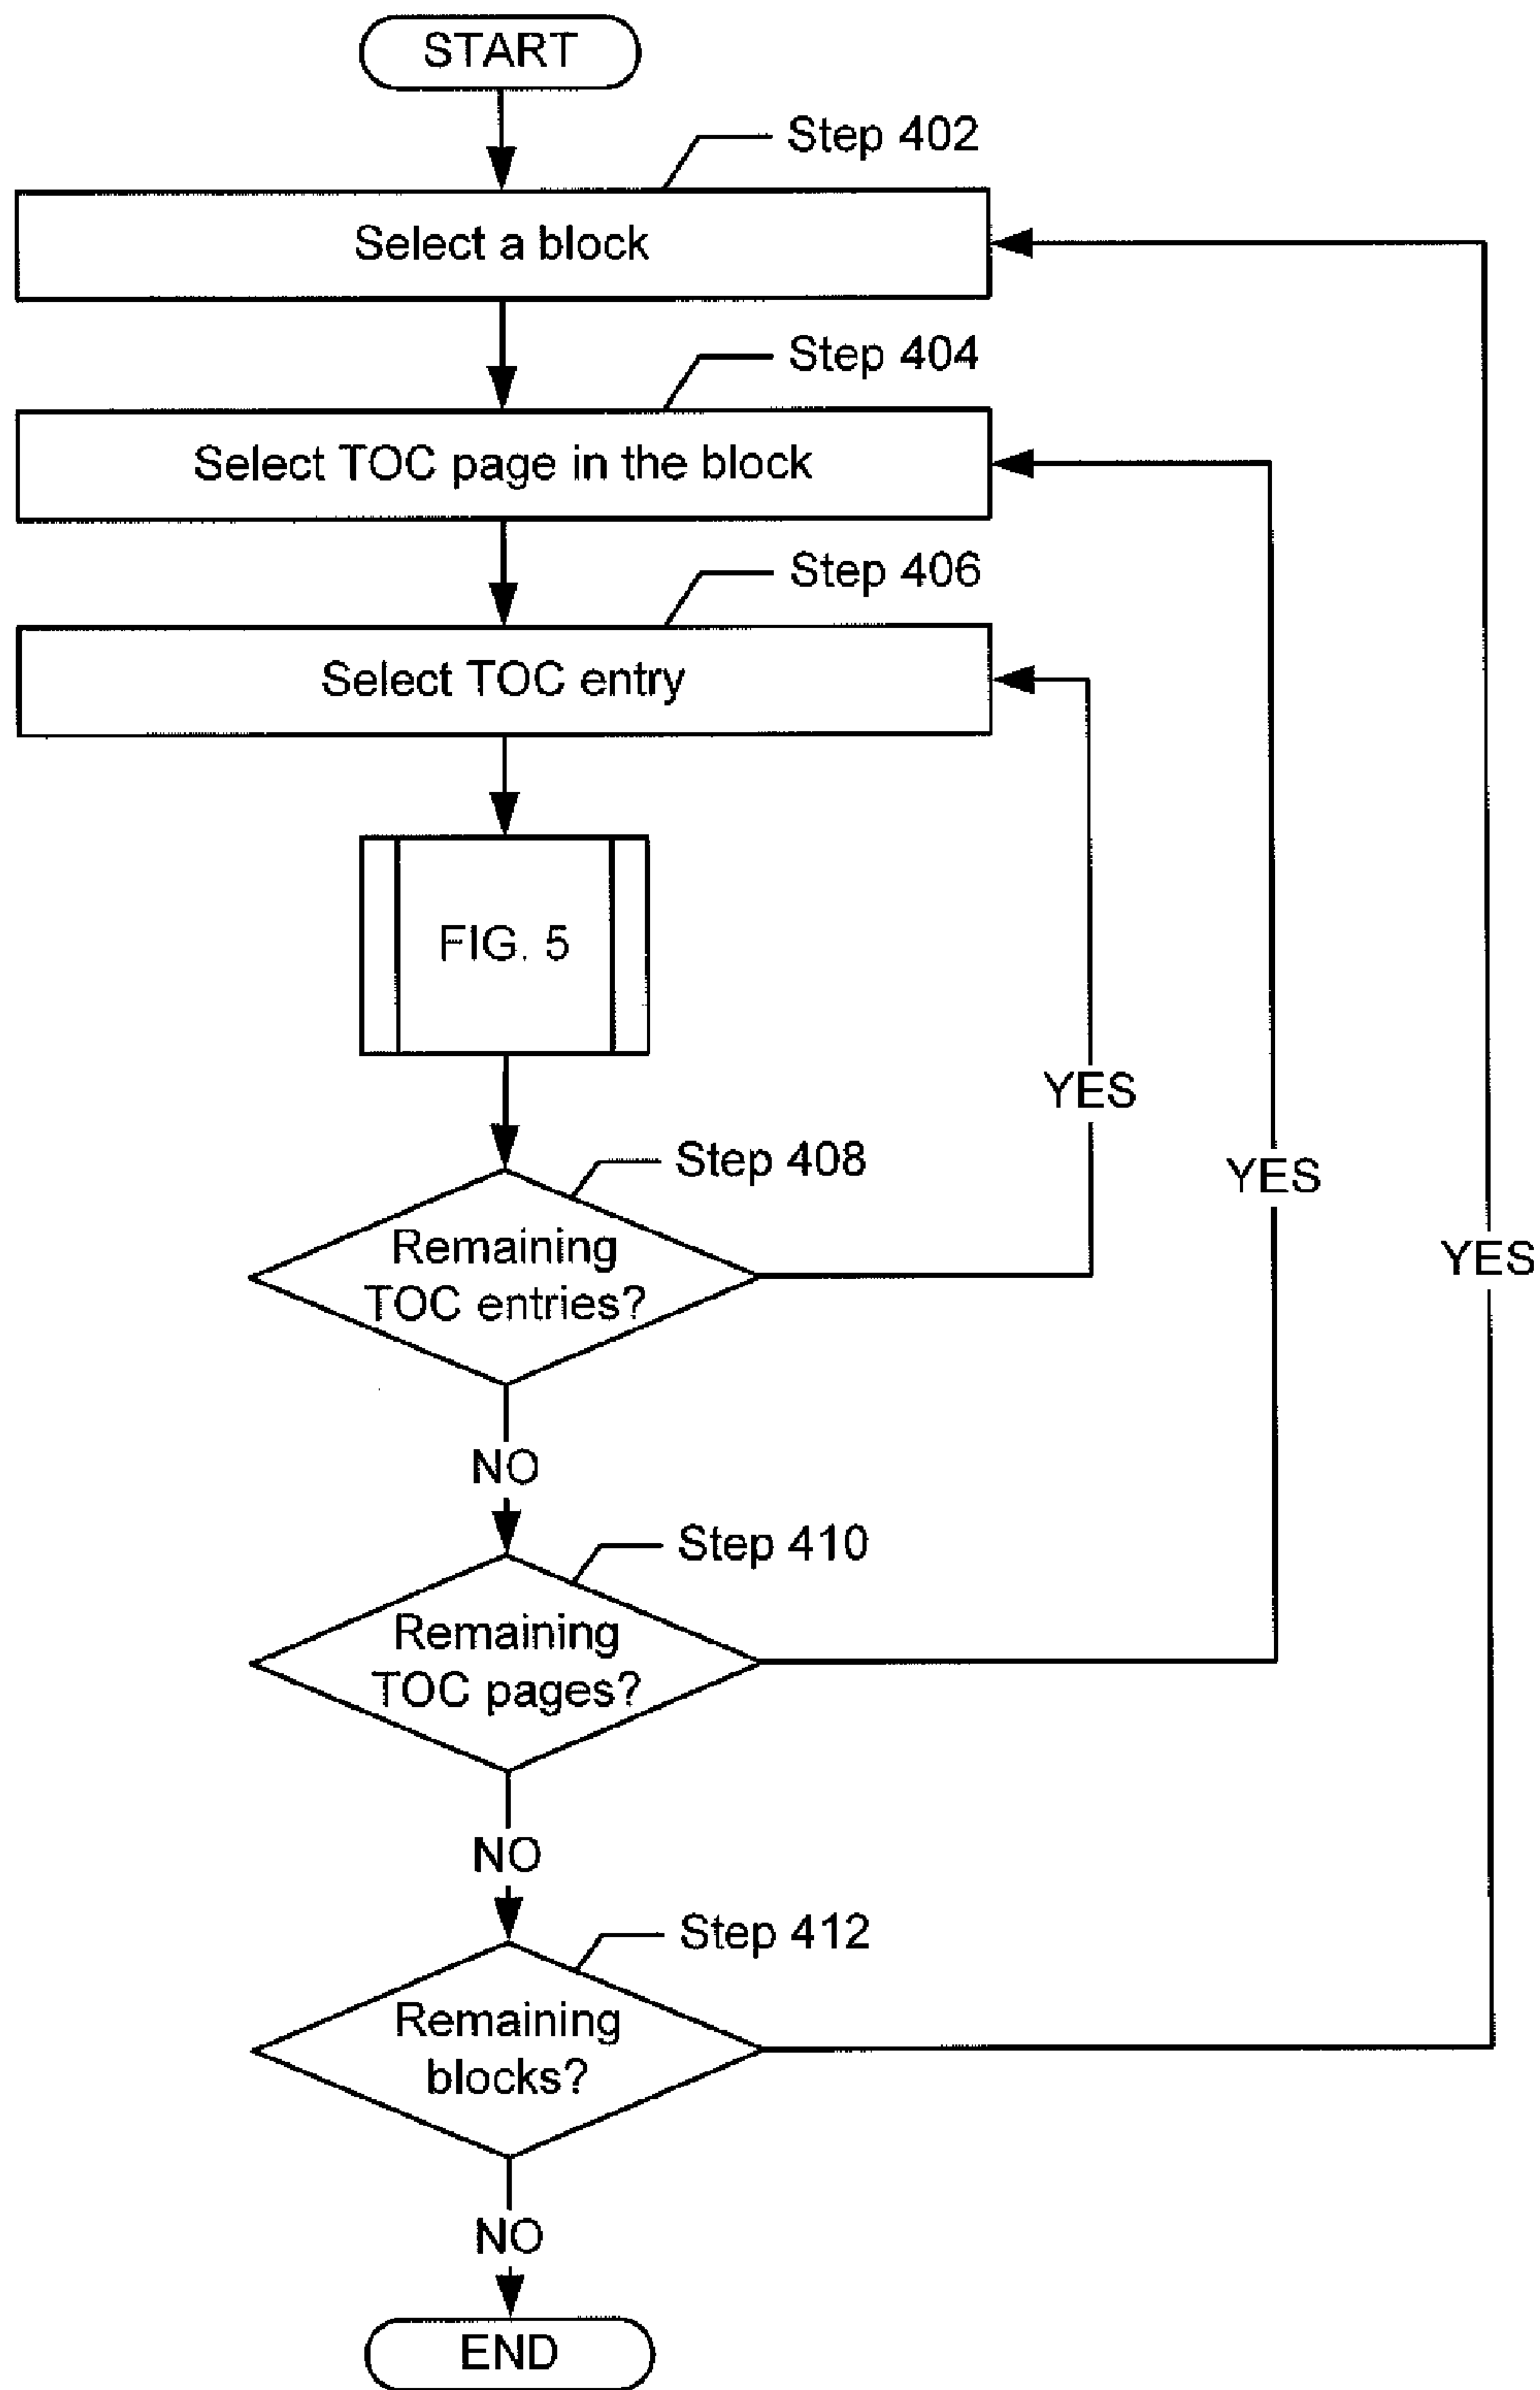 START
Step 402
Select a block
Step 404
Select TOC page in the block
Step 406
Select TOC entry
FIG. 5
YES
Step 408
YES
Remaining
TOC entries?
YES
NO
Step 410
Remaining
TOC pages?
NO
Step 412
Remaining
blocks?
NO
END